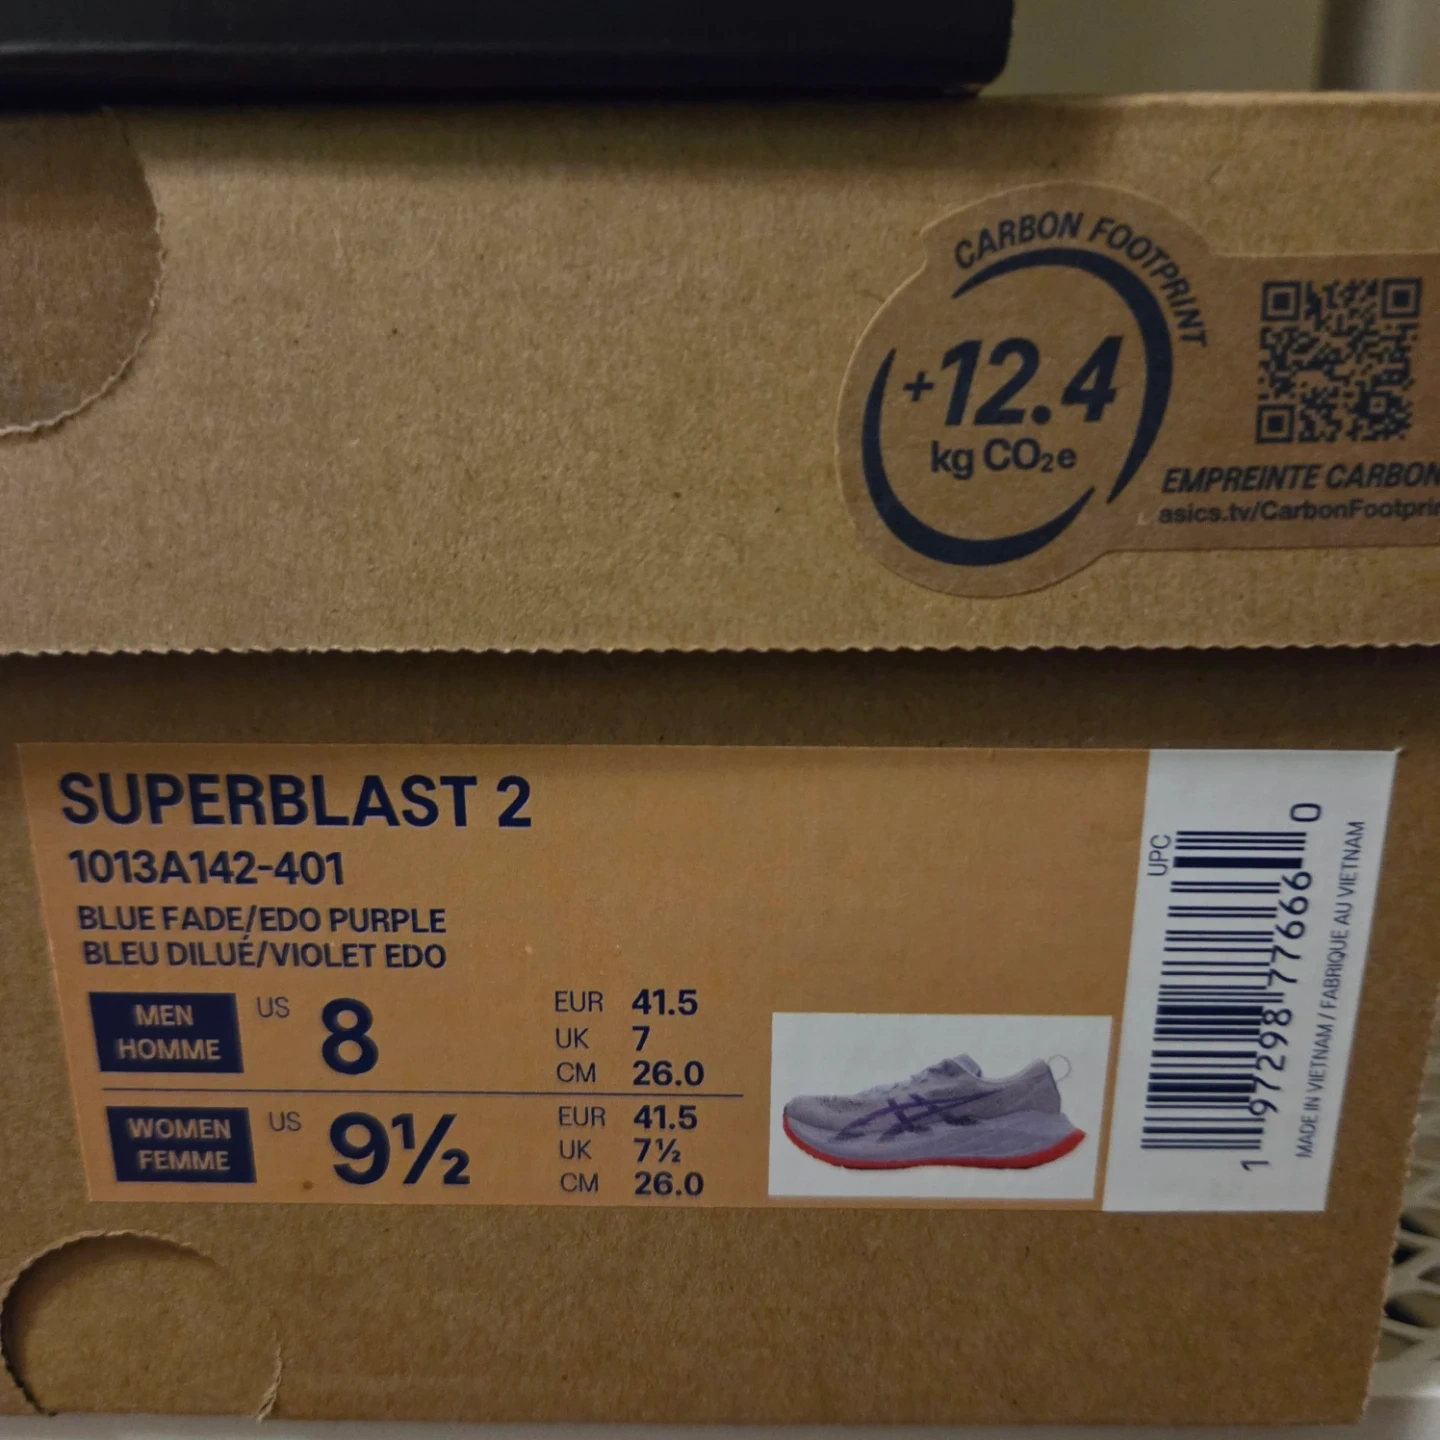 CARBON FOOTPRINT
+12.4
kg CO₂e
EMPREINTE CARBON
asics.tv/CarbonFootprin
SUPERBLAST 2
1013A142-401
BLUE FADE/EDO PURPLE
BLEU DILUÉ/VIOLET EDO
MEN
HOMME
US 8
EUR 41.5
UK 7
CM 26.0
WOMEN
FEMME
US 9½
EUR 41.5
UK 7½
CM 26.0
UPC
1 97298 77666 0
MADE IN VIETNAM / FABRIQUE AU VIETNAM